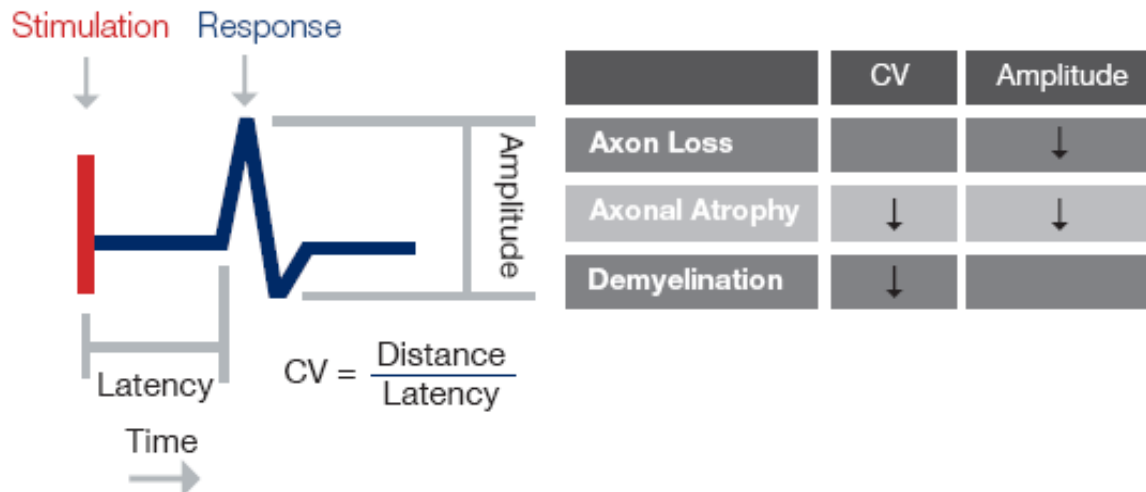 Stimulation Response
Amplitude
Latency
Time
CV = Distance
Latency
CV Amplitude
Axon Loss ↓
Axonal Atrophy ↓ ↓
Demyelination ↓